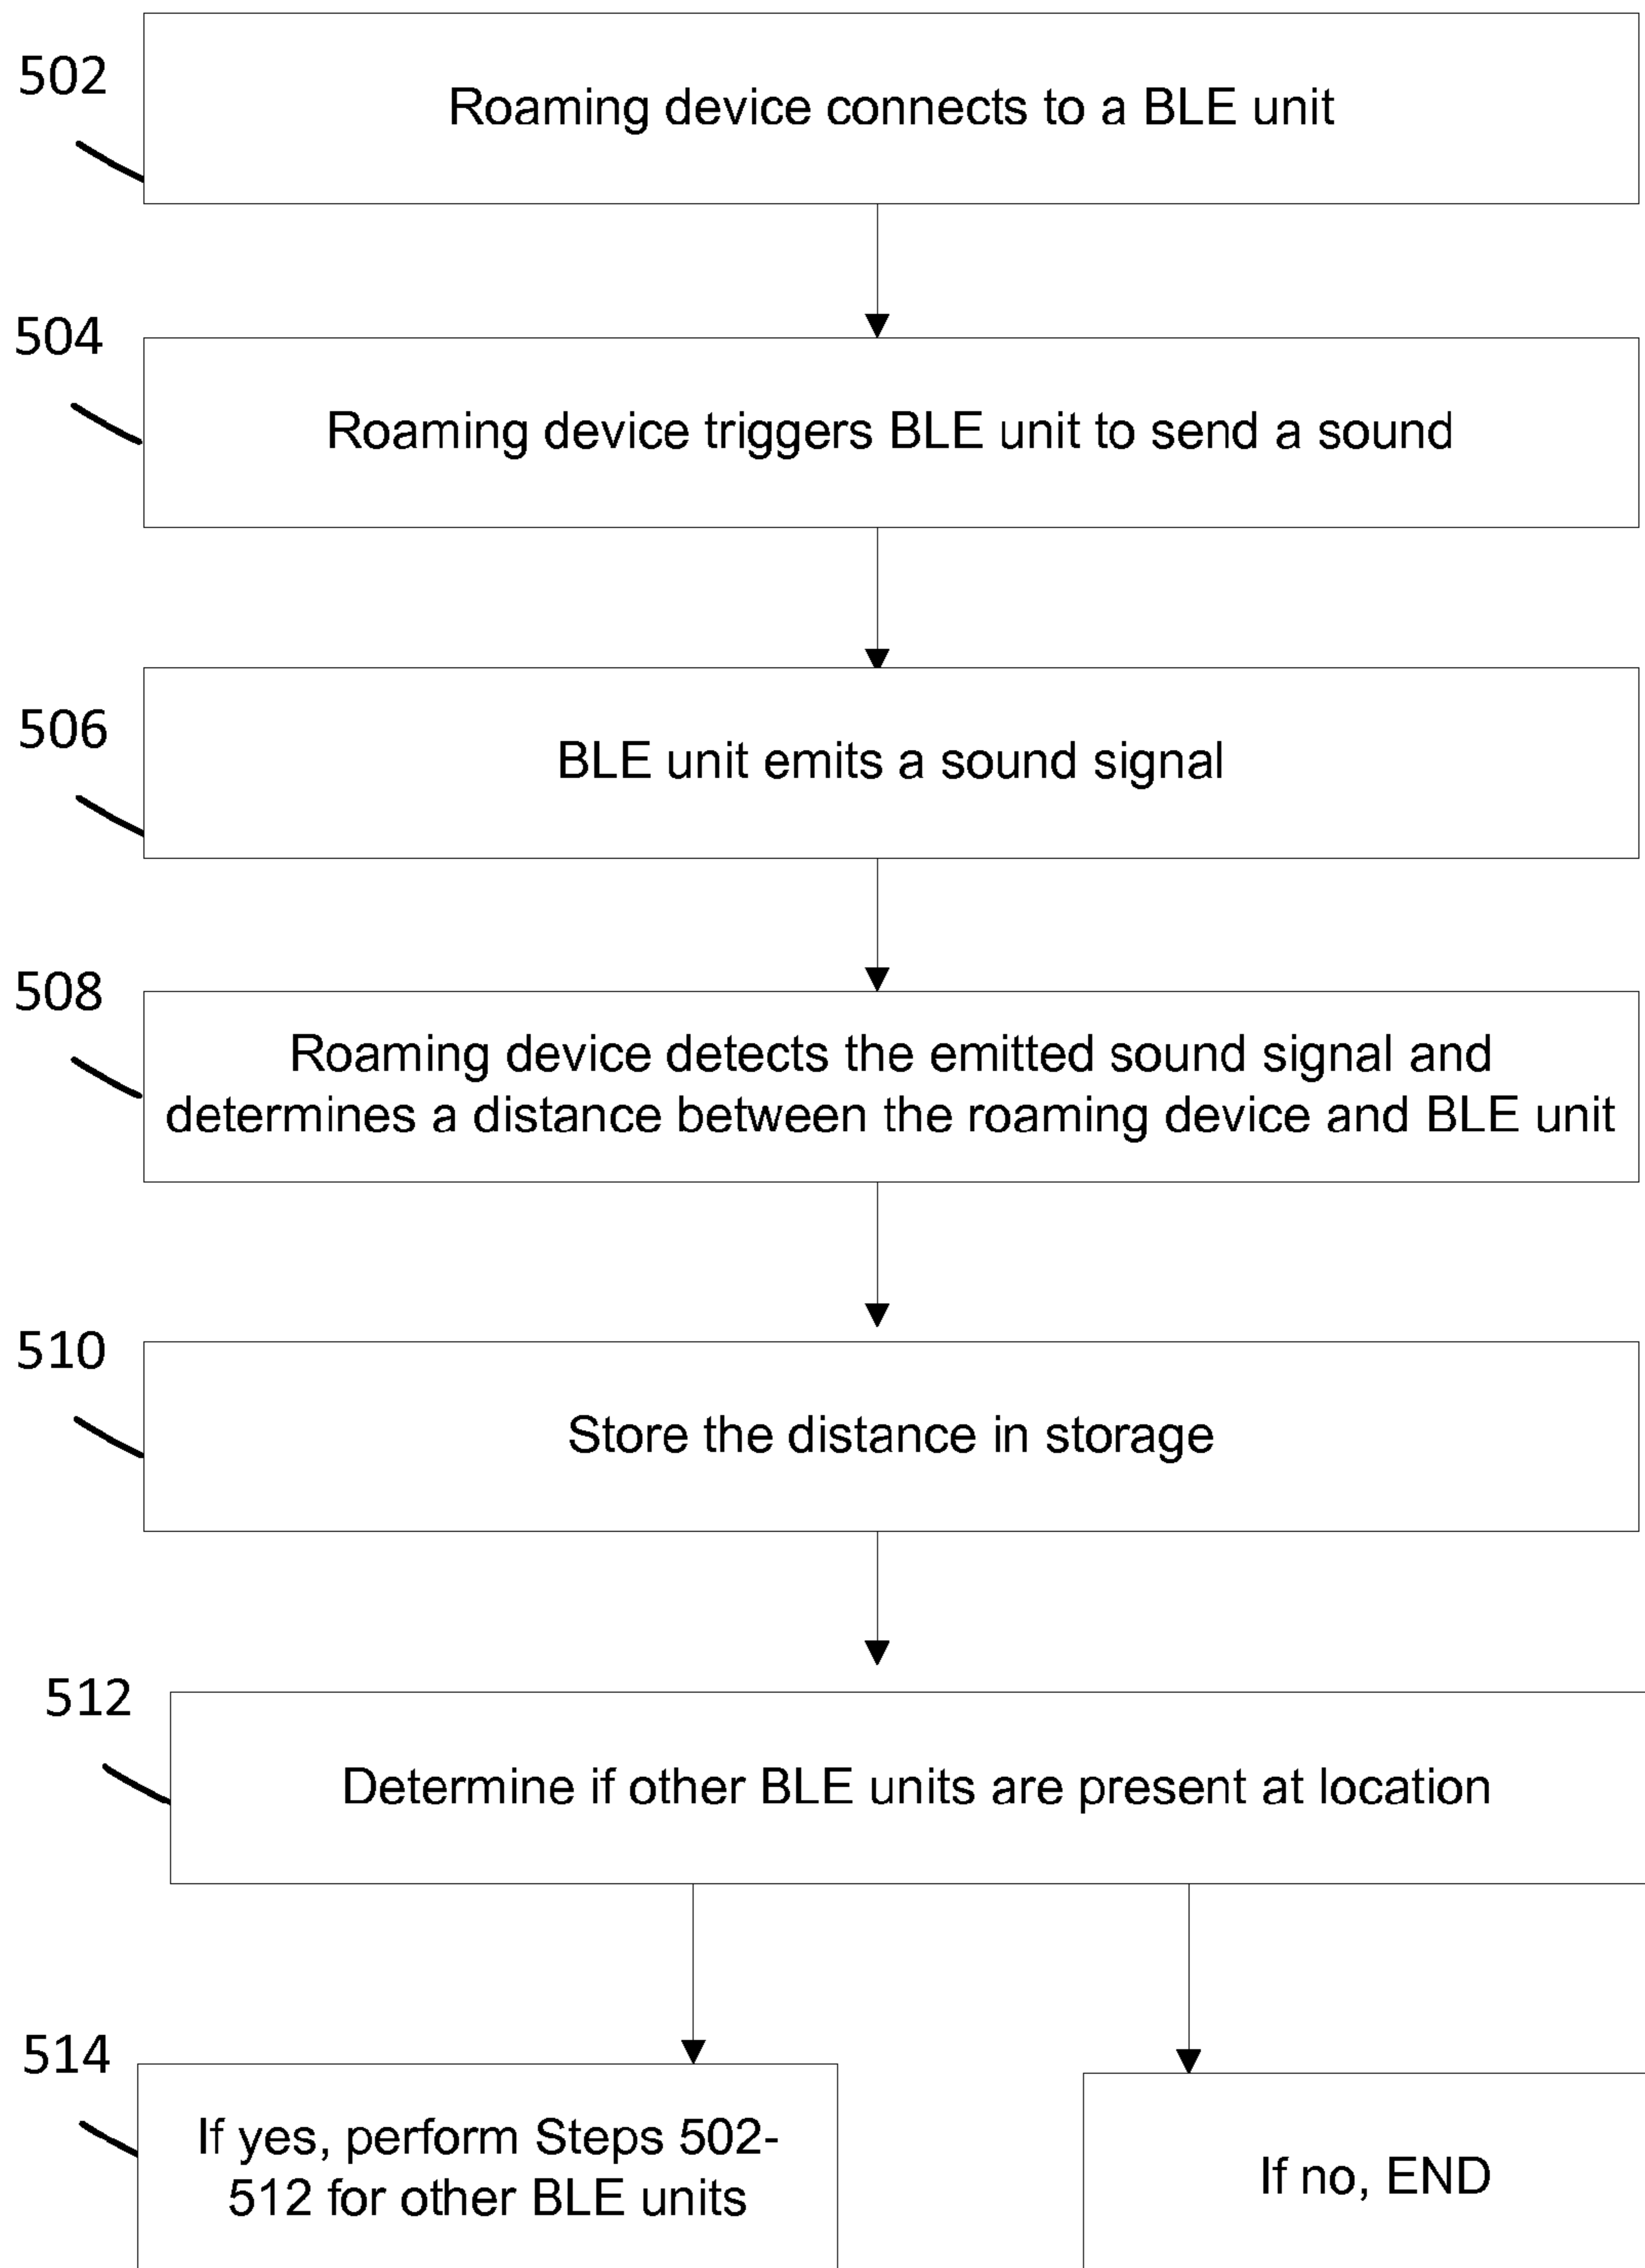 502
Roaming device connects to a BLE unit
504
Roaming device triggers BLE unit to send a sound
506
BLE unit emits a sound signal
508
Roaming device detects the emitted sound signal and
determines a distance between the roaming device and BLE unit
510
Store the distance in storage
512
Determine if other BLE units are present at location
514
If yes, perform Steps 502-
512 for other BLE units
If no, END